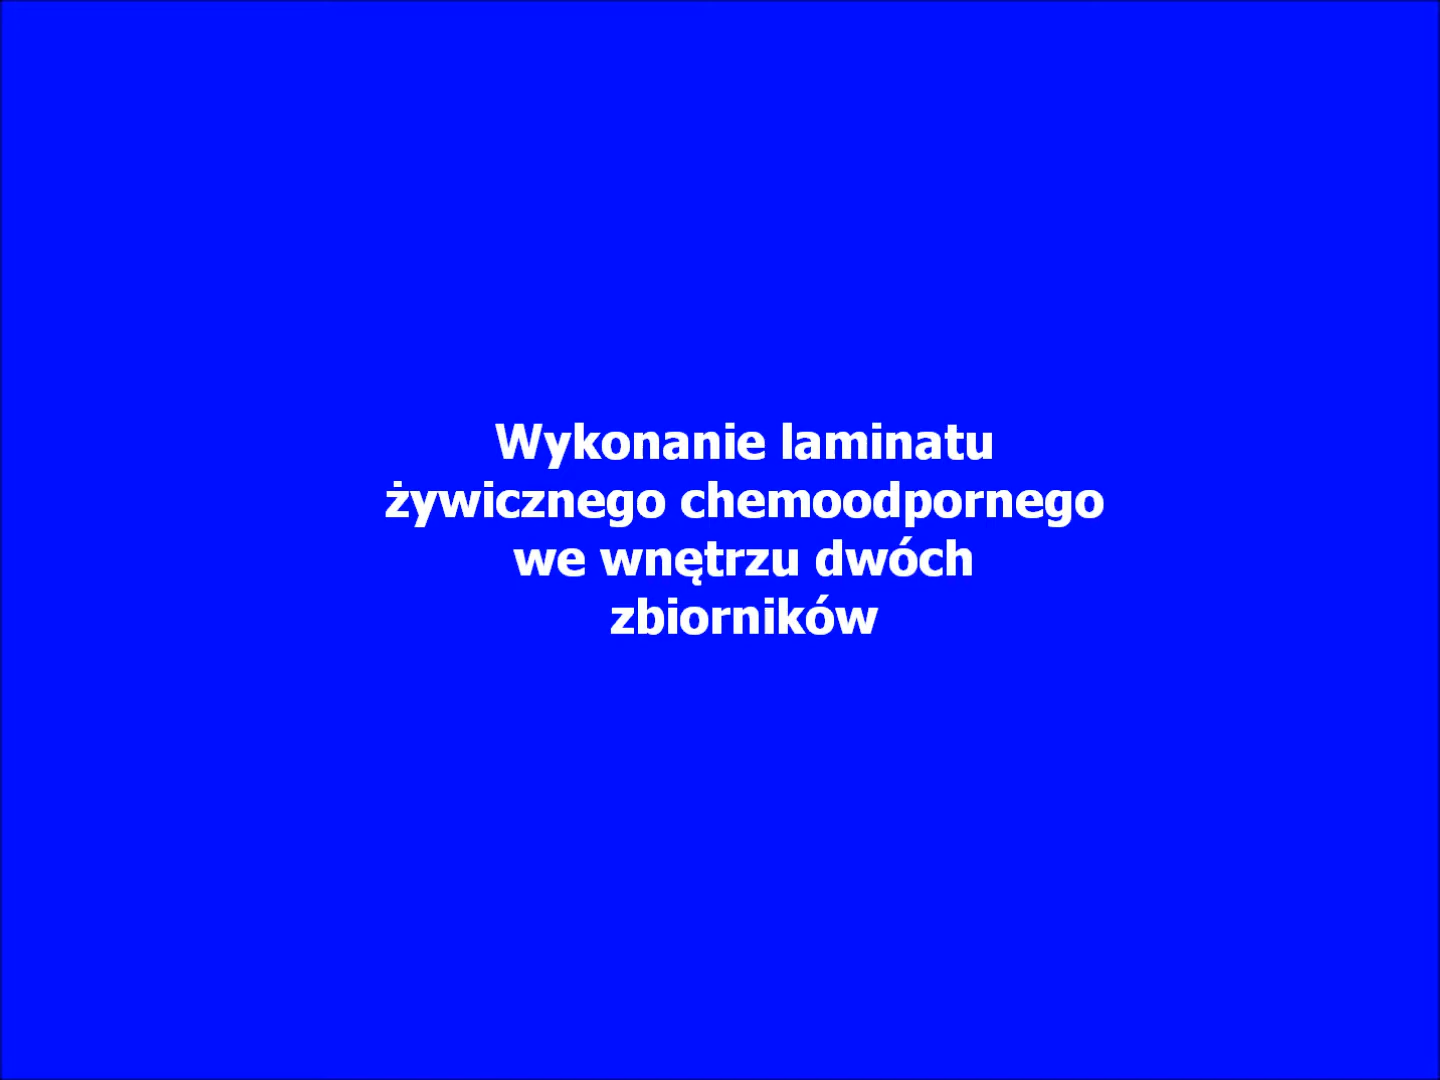 Wykonanie laminatu
żywicznego chemoodpornego
we wnętrzu dwóch
zbiorników